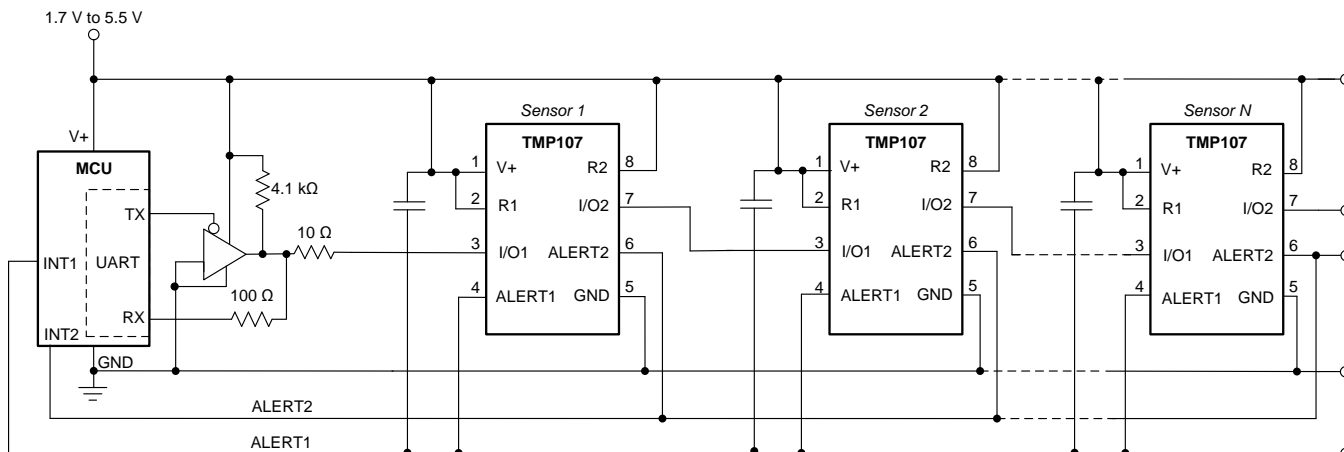 1.7 V to 5.5 V
V+
MCU
TX
UART
RX
INT1
INT2
GND
4.1 kΩ
10 Ω
100 Ω
Sensor 1
TMP107
1 V+ R2 8
2 R1 I/O2 7
3 I/O1 ALERT2 6
4 ALERT1 GND 5
Sensor 2
TMP107
1 V+ R2 8
2 R1 I/O2 7
3 I/O1 ALERT2 6
4 ALERT1 GND 5
Sensor N
TMP107
1 V+ R2 8
2 R1 I/O2 7
3 I/O1 ALERT2 6
4 ALERT1 GND 5
ALERT2
ALERT1